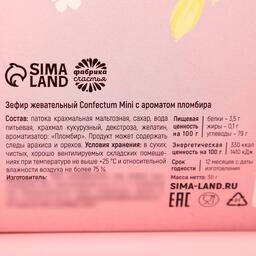 SIMA LAND
фабрика счастья
Зефир жевательный Confectum Mini с ароматом пломбира
Состав: патока крахмальная мальтозная, сахар, вода
питьевая, крахмал кукурузный, декстроза, желатин,
ароматизатор: «Пломбир». Продукт может содержать
следы арахиса и орехов. Условия хранения: в сухих,
чистых, хорошо вентилируемых складских помещениях
при температуре не выше +25 °С и относительной
влажности воздуха не более 75 %.
Изготовитель:
Пищевая ценность на 100 г
белки – 3,5 г
жиры – 0,1 г
углеводы – 79 г
Энергетическая ценность на 100 г
330 ккал
1410 кДж
Срок годности:
12 месяцев с даты изготовления
Масса нетто: 30 г
SIMA-LAND.RU
EAC